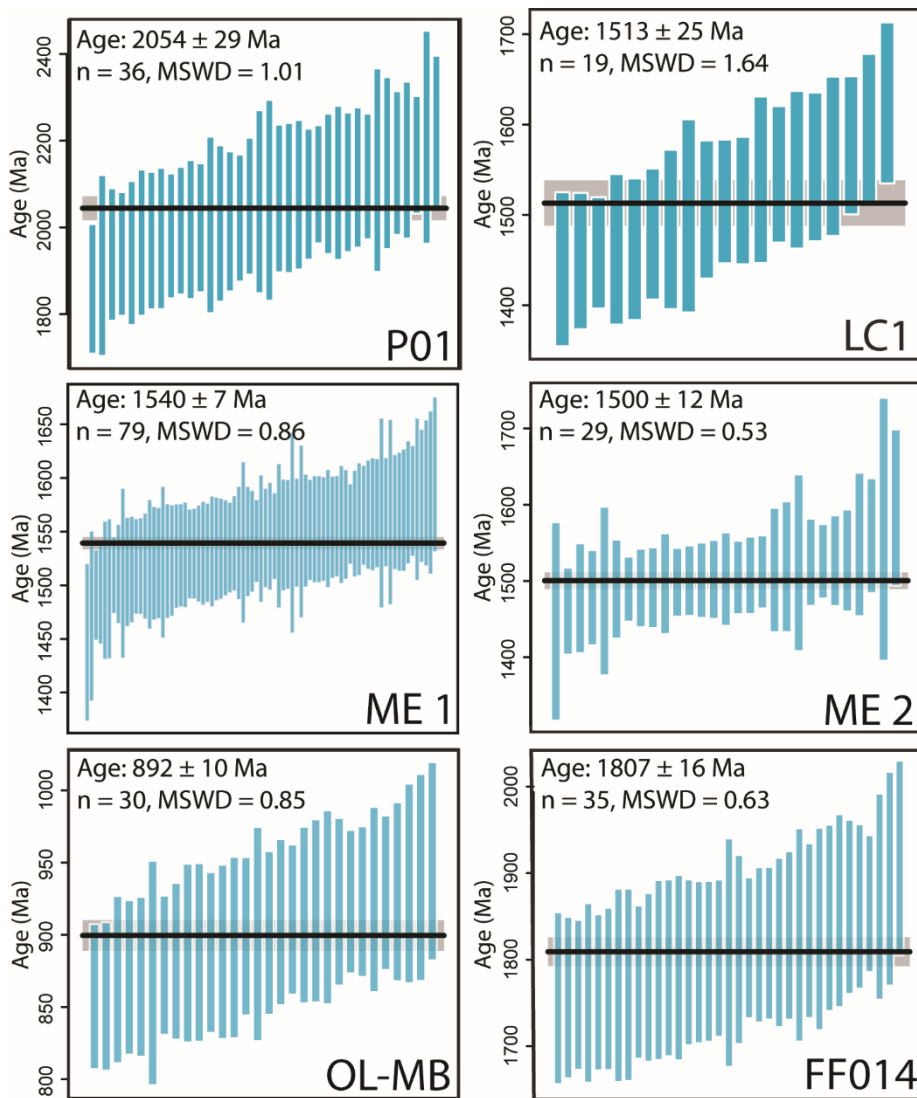 Age: 2054 ± 29 Ma
n = 36, MSWD = 1.01
Age (Ma)
2400
2200
2000
1800
P01
Age: 1513 ± 25 Ma
n = 19, MSWD = 1.64
Age (Ma)
1700
1600
1500
1400
LC1
Age: 1540 ± 7 Ma
n = 79, MSWD = 0.86
Age (Ma)
1650
1600
1550
1500
1450
1400
ME 1
Age: 1500 ± 12 Ma
n = 29, MSWD = 0.53
Age (Ma)
1700
1600
1500
1400
ME 2
Age: 892 ± 10 Ma
n = 30, MSWD = 0.85
Age (Ma)
1000
950
900
850
800
OL-MB
Age: 1807 ± 16 Ma
n = 35, MSWD = 0.63
Age (Ma)
2000
1900
1800
1700
FF014